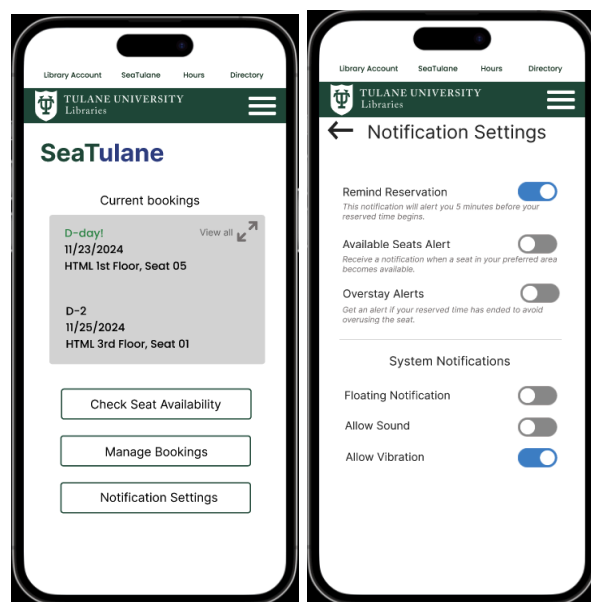 Library Account SeaTulane Hours Directory
TULANE UNIVERSITY
Libraries
SeaTulane
Current bookings
D-day! View all
11/23/2024
HTML 1st Floor, Seat 05
D-2
11/25/2024
HTML 3rd Floor, Seat 01
Check Seat Availability
Manage Bookings
Notification Settings
Library Account SeaTulane Hours Directory
TULANE UNIVERSITY
Libraries
Notification Settings
Remind Reservation
This notification will alert you 5 minutes before your
reserved time begins.
Available Seats Alert
Receive a notification when a seat in your preferred area
becomes available.
Overstay Alerts
Get an alert if your reserved time has ended to avoid
overusing the seat.
System Notifications
Floating Notification
Allow Sound
Allow Vibration